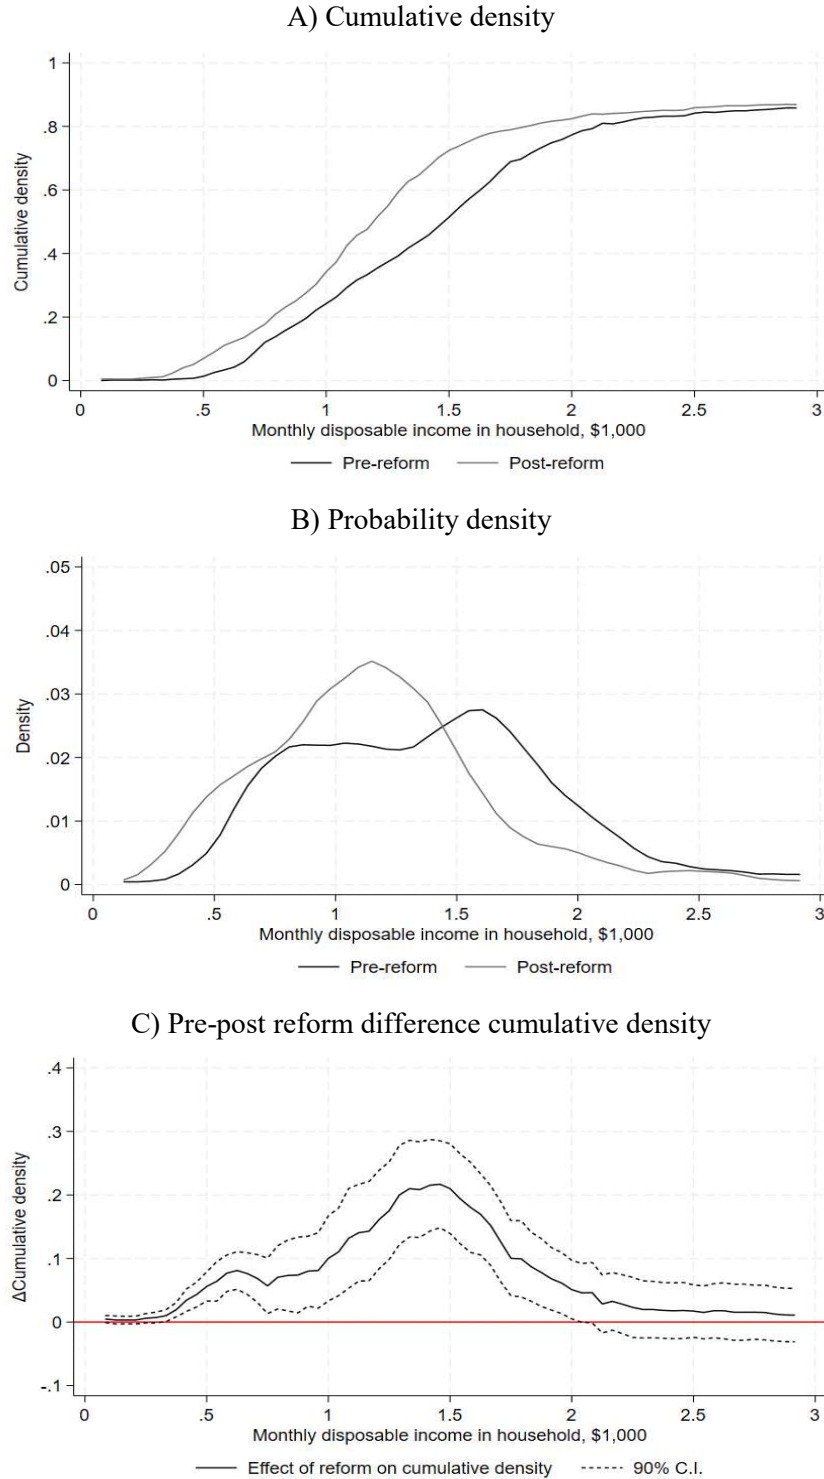 A) Cumulative density
1
.8
.6
.4
.2
0
Cumulative density
0 .5 1 1.5 2 2.5 3
Monthly disposable income in household, $1,000
Pre-reform Post-reform
B) Probability density
.05
.04
.03
.02
.01
0
Density
0 .5 1 1.5 2 2.5 3
Monthly disposable income in household, $1,000
Pre-reform Post-reform
C) Pre-post reform difference cumulative density
.4
.3
.2
.1
0
-.1
ΔCumulative density
0 .5 1 1.5 2 2.5 3
Monthly disposable income in household, $1,000
Effect of reform on cumulative density 90% C.I.